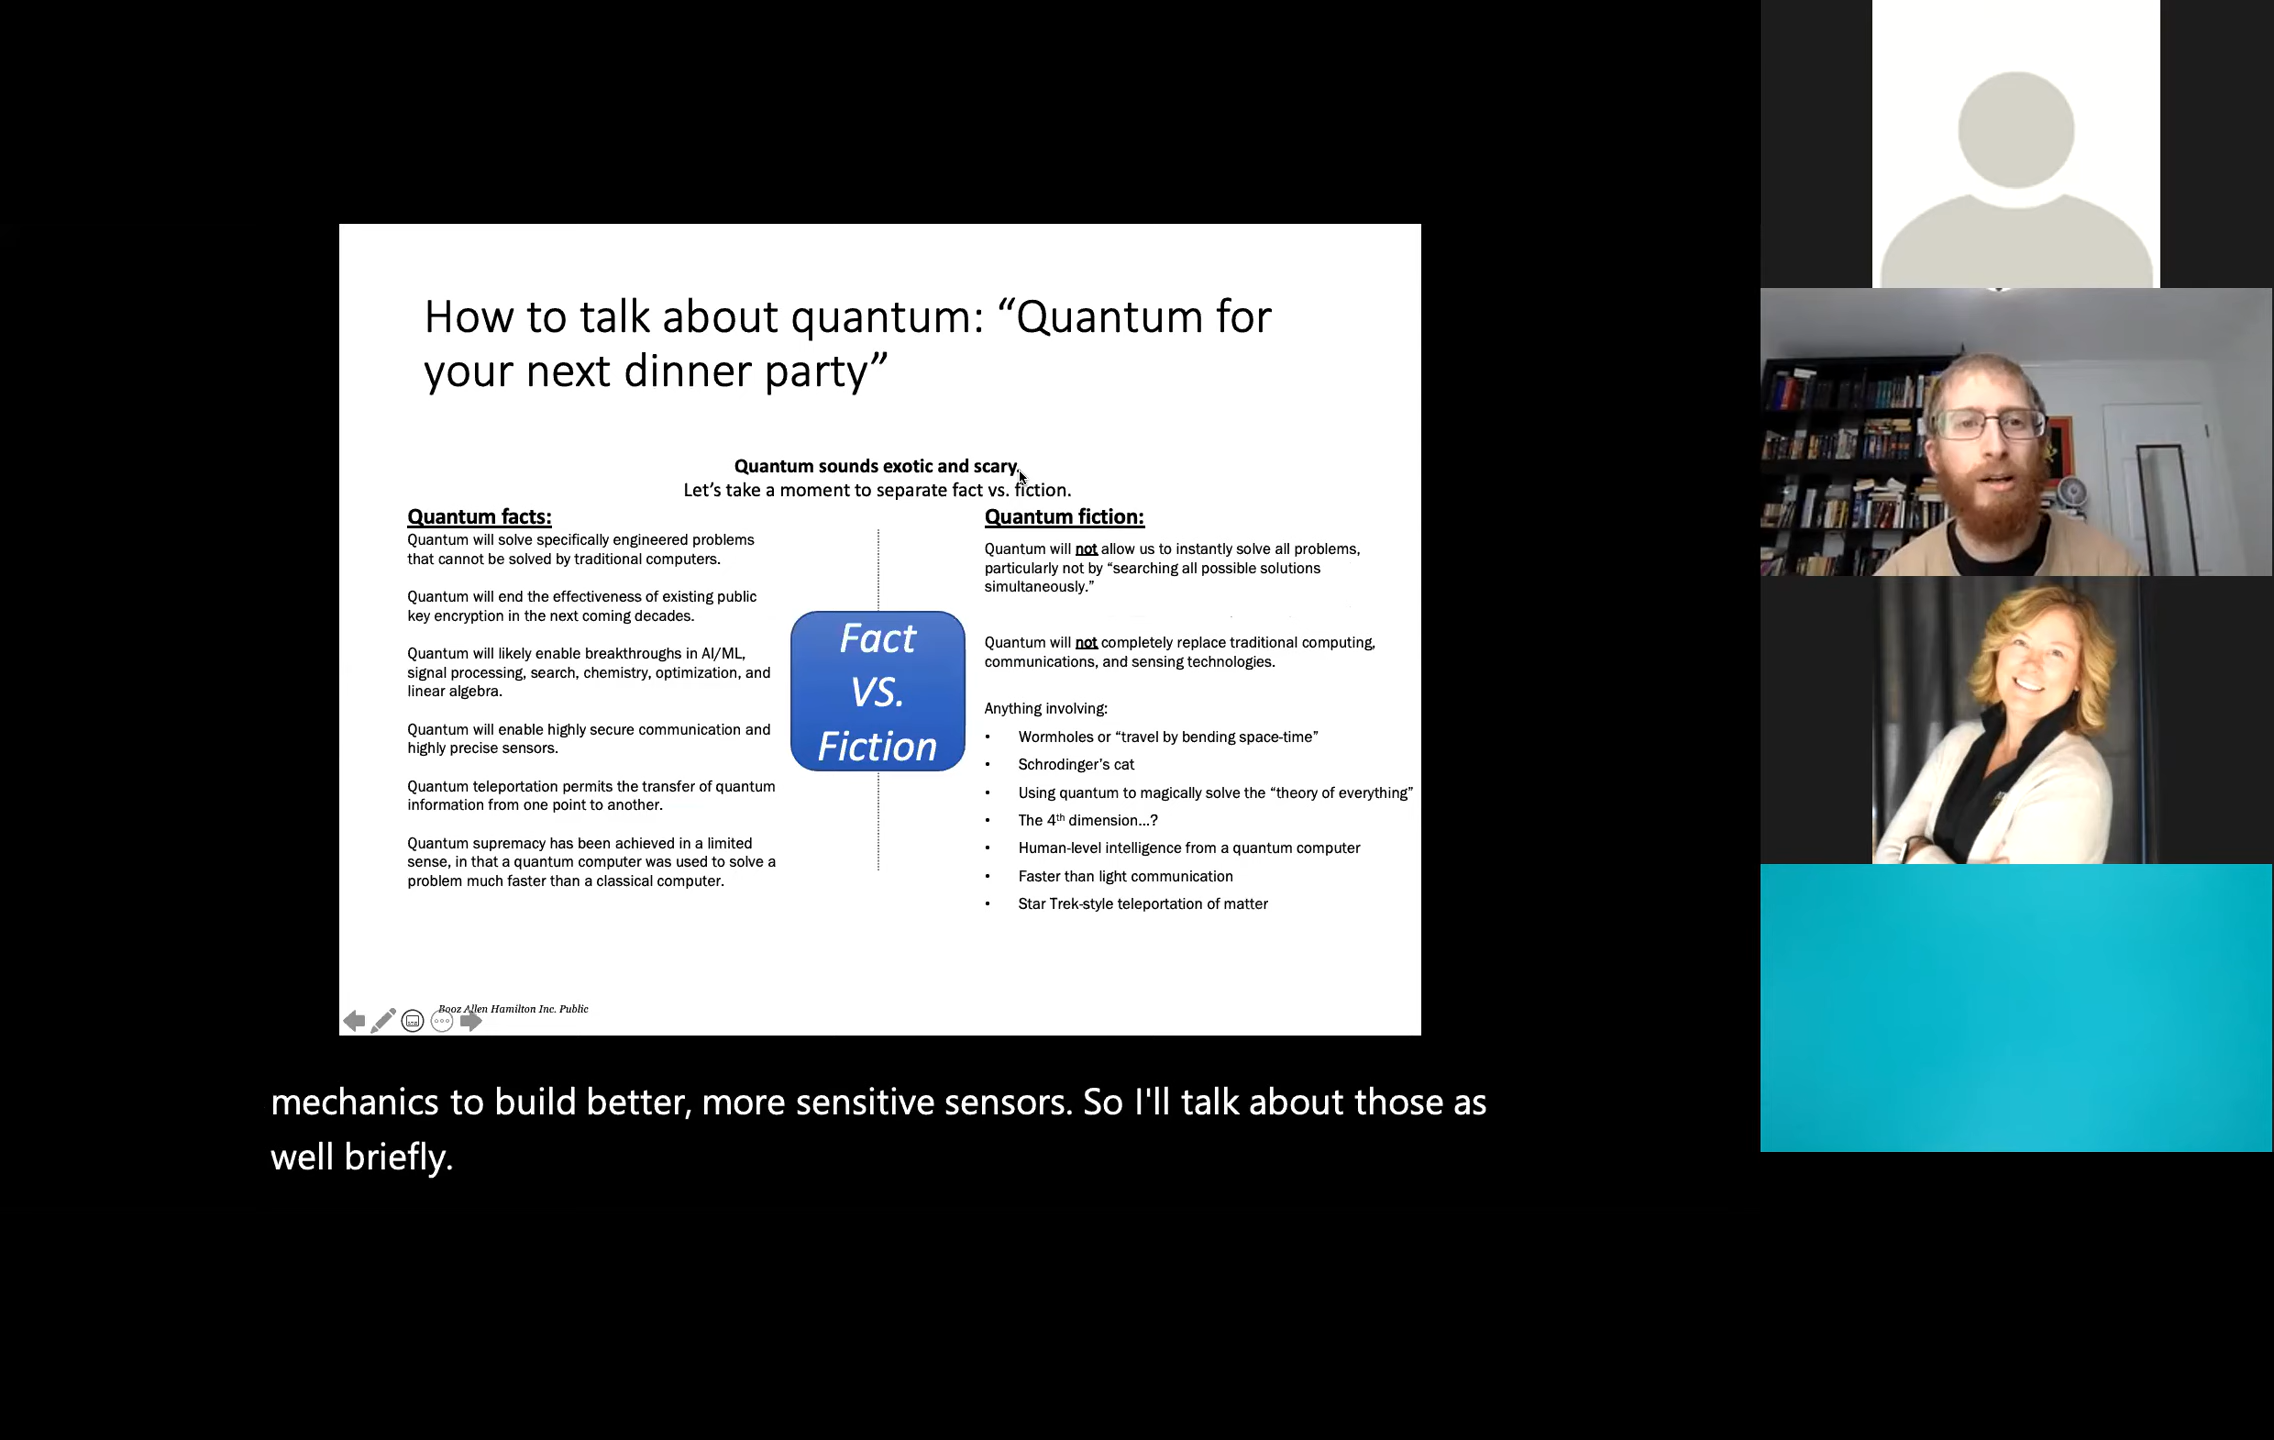 How to talk about quantum: “Quantum for
your next dinner party”
Quantum sounds exotic and scary.
Let’s take a moment to separate fact vs. fiction.
Quantum facts:
Quantum will solve specifically engineered problems
that cannot be solved by traditional computers.
Quantum will end the effectiveness of existing public
key encryption in the next coming decades.
Quantum will likely enable breakthroughs in AI/ML,
signal processing, search, chemistry, optimization, and
linear algebra.
Quantum will enable highly secure communication and
highly precise sensors.
Quantum teleportation permits the transfer of quantum
information from one point to another.
Quantum supremacy has been achieved in a limited
sense, in that a quantum computer was used to solve a
problem much faster than a classical computer.
Fact
VS.
Fiction
Quantum fiction:
Quantum will not allow us to instantly solve all problems,
particularly not by “searching all possible solutions
simultaneously.”
Quantum will not completely replace traditional computing,
communications, and sensing technologies.
Anything involving:
• Wormholes or “travel by bending space-time”
• Schrodinger’s cat
• Using quantum to magically solve the “theory of everything”
• The 4th dimension...?
• Human-level intelligence from a quantum computer
• Faster than light communication
• Star Trek-style teleportation of matter
Booz Allen Hamilton Inc. Public
mechanics to build better, more sensitive sensors. So I'll talk about those as
well briefly.